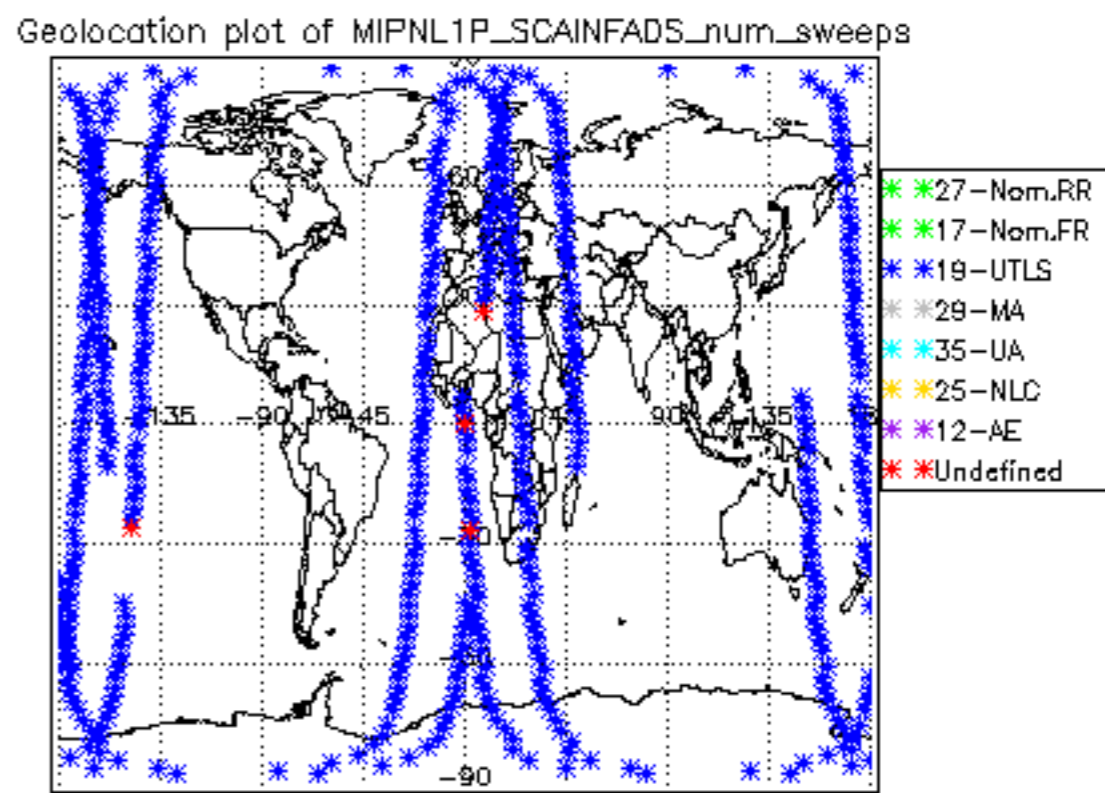 Geolocation plot of MIPNL1P_SCAINFADS_num_sweeps
60
-135 -90 -45 45 90 135
-60
-90
27-Nom.RR
17-Nom.FR
19-UTLS
29-MA
35-UA
25-NLC
12-AE
Undefined